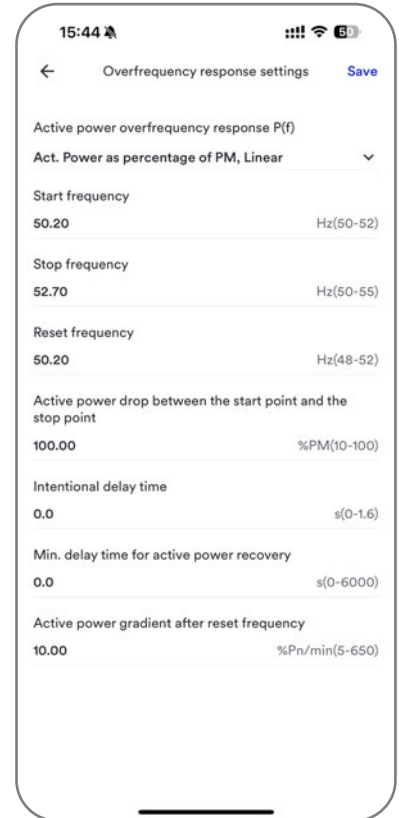 15:44
50
Overfrequency response settings Save
Active power overfrequency response P(f)
Act. Power as percentage of PM, Linear
Start frequency
50.20 Hz(50-52)
Stop frequency
52.70 Hz(50-55)
Reset frequency
50.20 Hz(48-52)
Active power drop between the start point and the
stop point
100.00 %PM(10-100)
Intentional delay time
0.0 s(0-1.6)
Min. delay time for active power recovery
0.0 s(0-6000)
Active power gradient after reset frequency
10.00 %Pn/min(5-650)